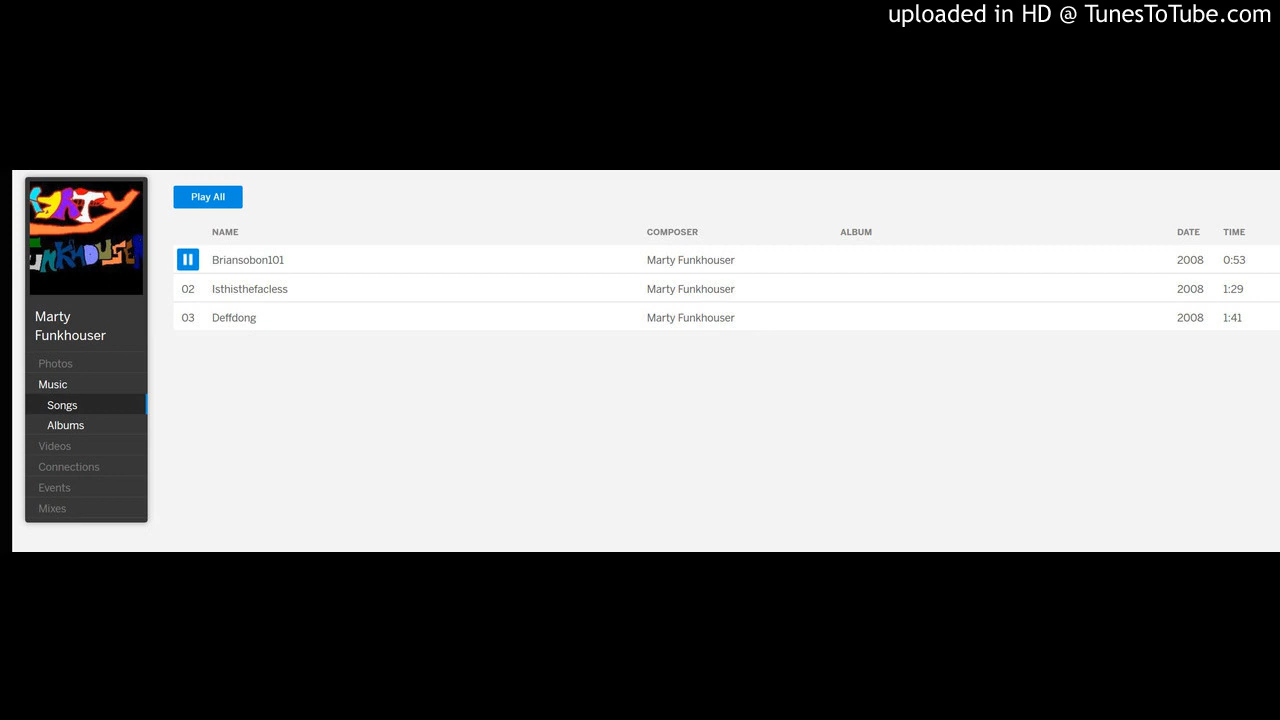 uploaded in HD @ TunesToTube.com
Marty
Funkhouser
Photos
Music
Songs
Albums
Videos
Connections
Events
Mixes
Play All
NAME COMPOSER ALBUM DATE TIME
Briansobon101 Marty Funkhouser 2008 0:53
02 Isthisthefacless Marty Funkhouser 2008 1:29
03 Deffdong Marty Funkhouser 2008 1:41